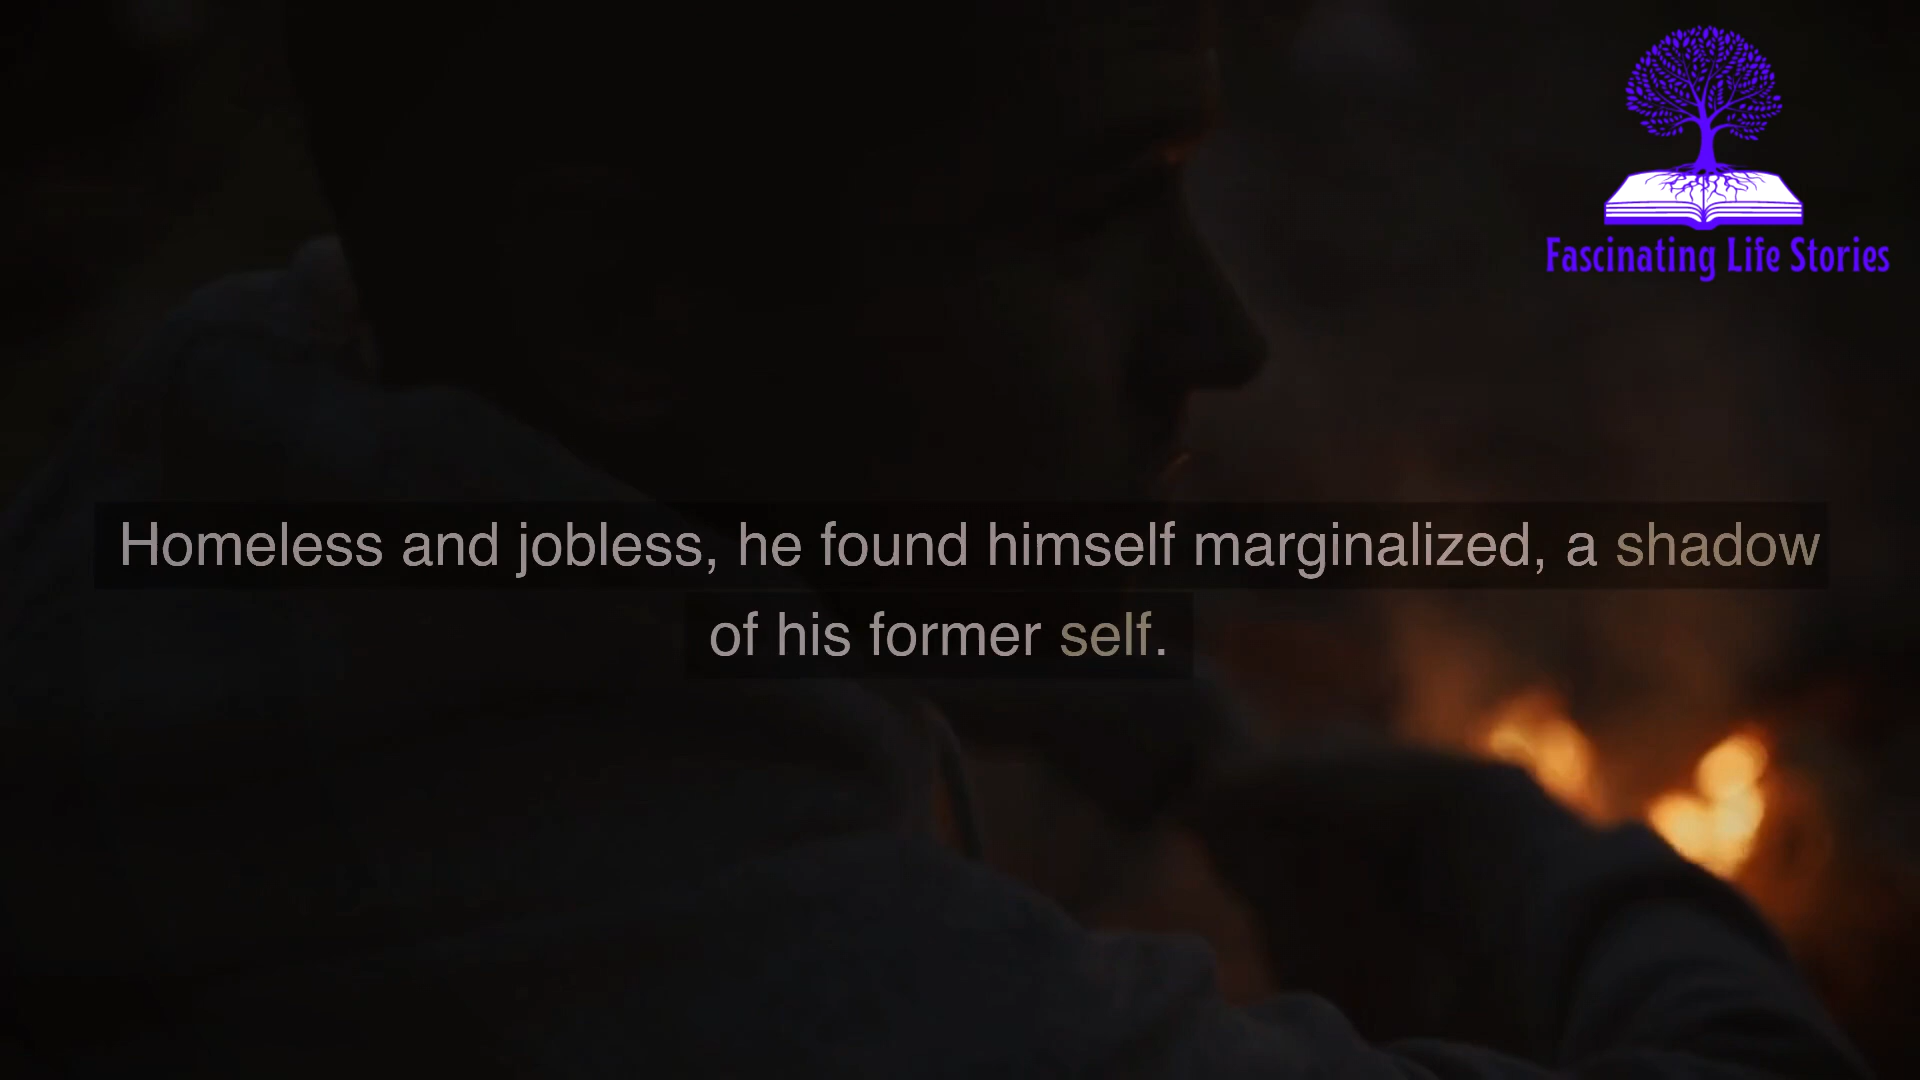 Fascinating Life Stories
Homeless and jobless, he found himself marginalized, a shadow
of his former self.